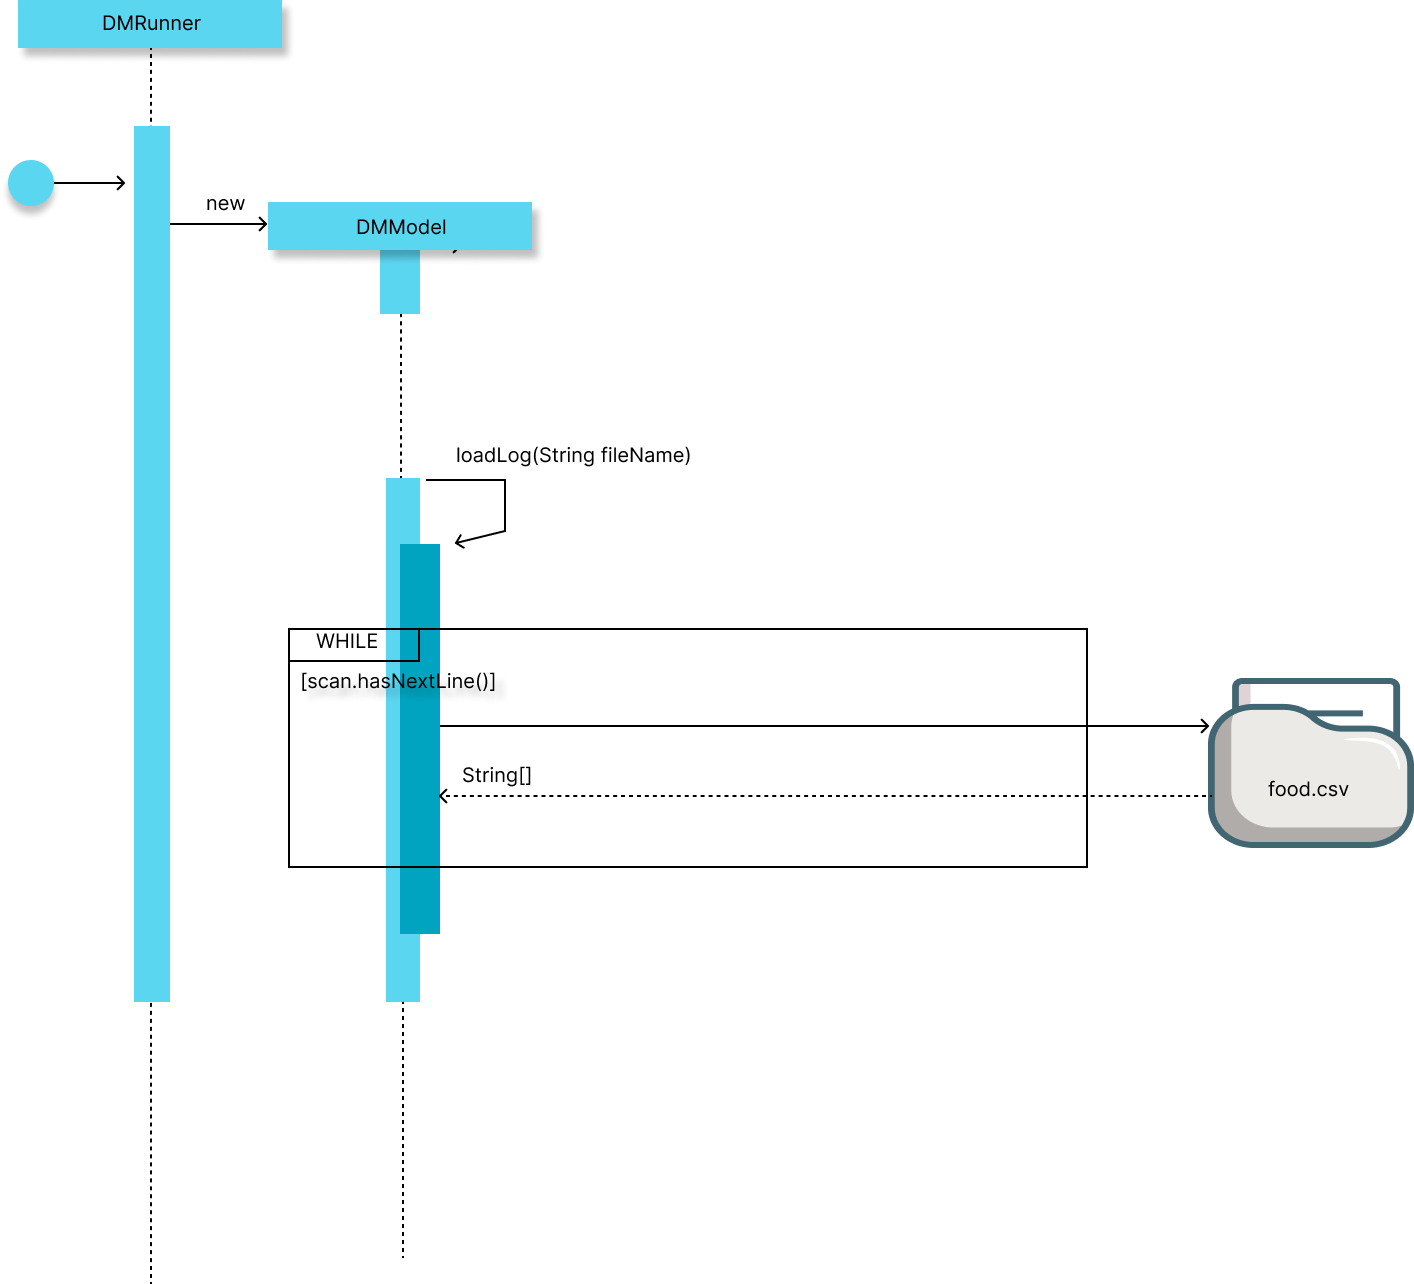 DMRunner
new
DMModel
loadLog(String fileName)
WHILE
[scan.hasNextLine()]
String[]
food.csv